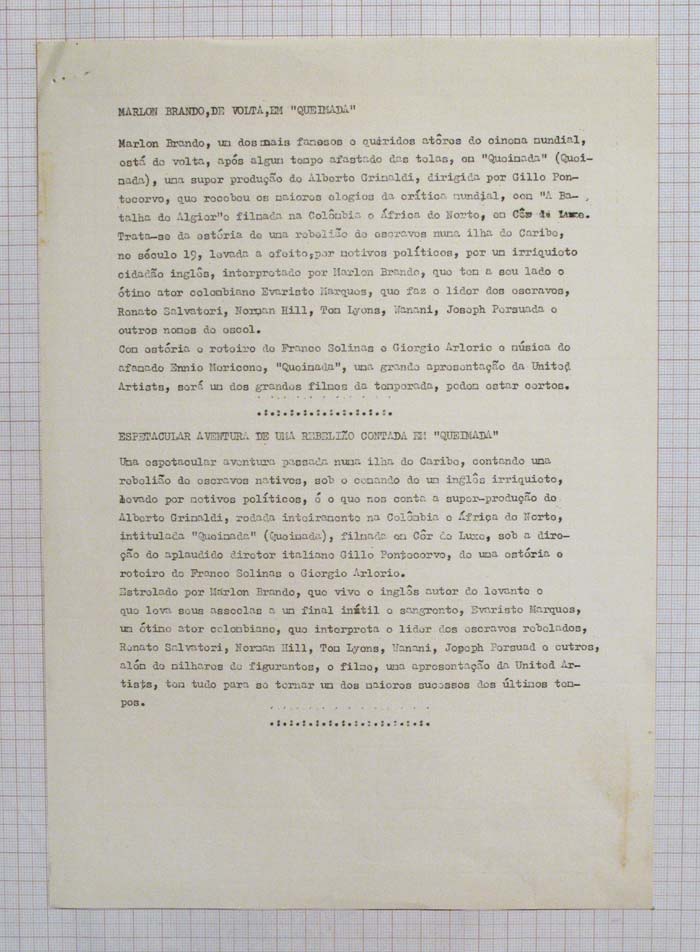 MARLON BRANDO,DE VOLTA,EM "QUEIMADA"
Marlon Brando, um dos mais famosos e quéridos atôres do cinema mundial,
está de volta, após algum tempo afastado das telas, em "Queimada" (Quei-
mada), uma super produção de Alberto Grimaldi, dirigida por Gillo Pon-
tecorvo, que recebeu os maiores elogios da crítica mundial, com "A Ba-
talha de Algier"e filmada na Colômbia e África do Norte, em Côr de Luxo.
Trata-se da estória de uma rebelião de escravos numa ilha do Caribe,
no século 19, levada a efeito,por motivos políticos, por um irriquieto
cidadão inglês, interpretado por Marlon Brando, que tem a seu lado o
ótimo ator colombiano Evaristo Marques, que faz o lider dos escravos,
Renato Salvatori, Norman Hill, Tom Lyons, Wanani, Joseph Persuada e
outros nomes de escol.
Com estória e roteiro de Franco Solinas e Giorgio Arlorio e música do
afamado Ennio Moricone, "Queimada", uma grande apresentação da United
Artists, será um dos grandes filmes da temporada, podem estar certos.
ESPETACULAR AVENTURA DE UMA REBELIÃO CONTADA EM "QUEIMADA"
Uma espetacular aventura passada numa ilha do Caribe, contando uma
rebelião de escravos nativos, sob o comando de um inglês irriquieto,
levado por motivos políticos, é o que nos conta a super-produção de
Alberto Grimaldi, rodada inteiramente na Colômbia e África do Norte,
intitulada "Queimada" (Queimada), filmada em Côr de Luxo, sob a dire-
ção do aplaudido diretor italiano Gillo Pontecorvo, de uma estória e
roteiro de Franco Solinas e Giorgio Arlorio.
Estrelado por Marlon Brando, que vive o inglês autor do levante e
que leva seus asseclas a um final inútil e sangrento, Evaristo Marques,
um ótimo ator colombiano, que interpreta o lider dos escravos rebelados,
Renato Salvatori, Norman Hill, Tom Lyons, Wanani, Joseph Persuad e outros,
além de milhares de figurantes, o filme, uma apresentação da United Ar-
tists, tem tudo para se tornar um dos maiores sucessos dos últimos tem-
pos.